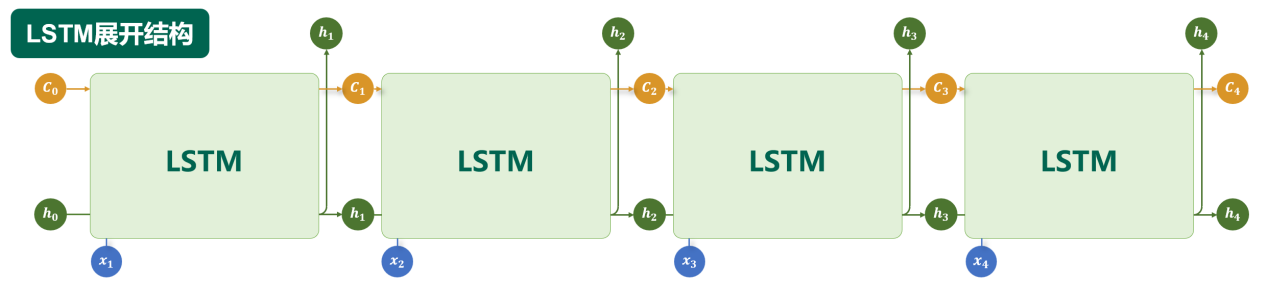 LSTM展开结构
h₁ h₂ h₃ h₄
C₀ C₁ C₂ C₃ C₄
LSTM LSTM LSTM LSTM
h₀ h₁ h₂ h₃ h₄
x₁ x₂ x₃ x₄